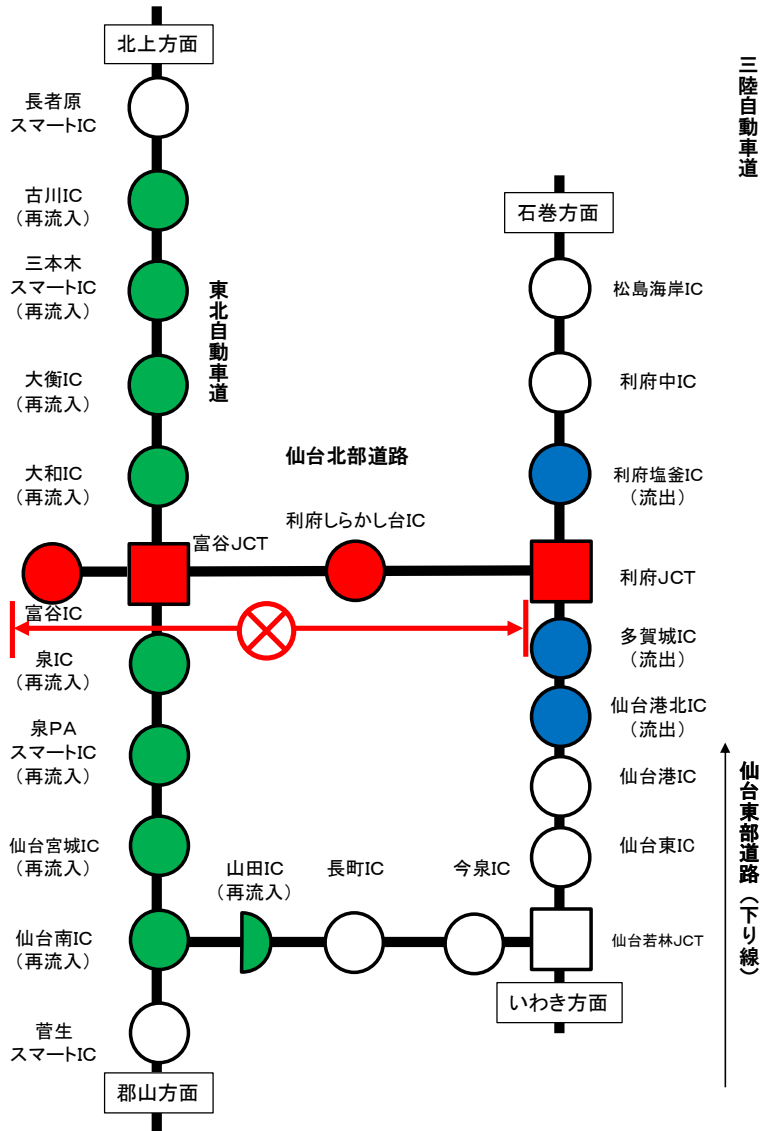 北上方面
長者原
スマートIC
古川IC
（再流入）
三本木
スマートIC
（再流入）
大衡IC
（再流入）
大和IC
（再流入）
東北自動車道
富谷JCT
富谷IC
泉IC
（再流入）
泉PA
スマートIC
（再流入）
仙台宮城IC
（再流入）
仙台南IC
（再流入）
菅生
スマートIC
郡山方面
仙台北部道路
利府しらかし台IC
山田IC
（再流入）
長町IC
今泉IC
三陸自動車道
石巻方面
松島海岸IC
利府中IC
利府塩釜IC
（流出）
利府JCT
多賀城IC
（流出）
仙台港北IC
（流出）
仙台港IC
仙台東IC
仙台若林JCT
いわき方面
仙台東部道路（下り線）